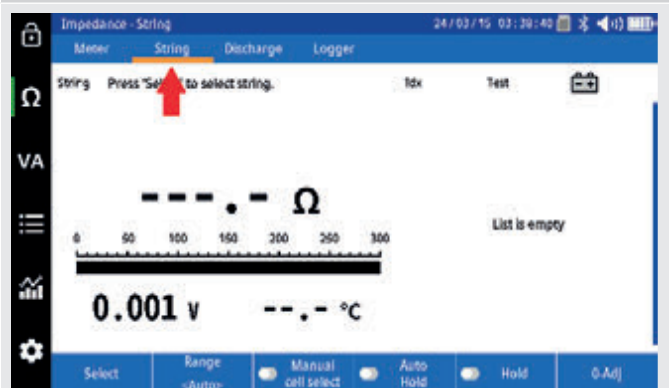 Impedance - String 24/03/15 03:38:40
Meter String Discharge Logger
String Press "Select" to select string. Idx Test
Ω
VA
---.- Ω
List is empty
0 50 100 150 200 250 300
0.001 V --.- °C
Select Range Manual Auto Hold 0-Adj
<Auto> cell select Hold